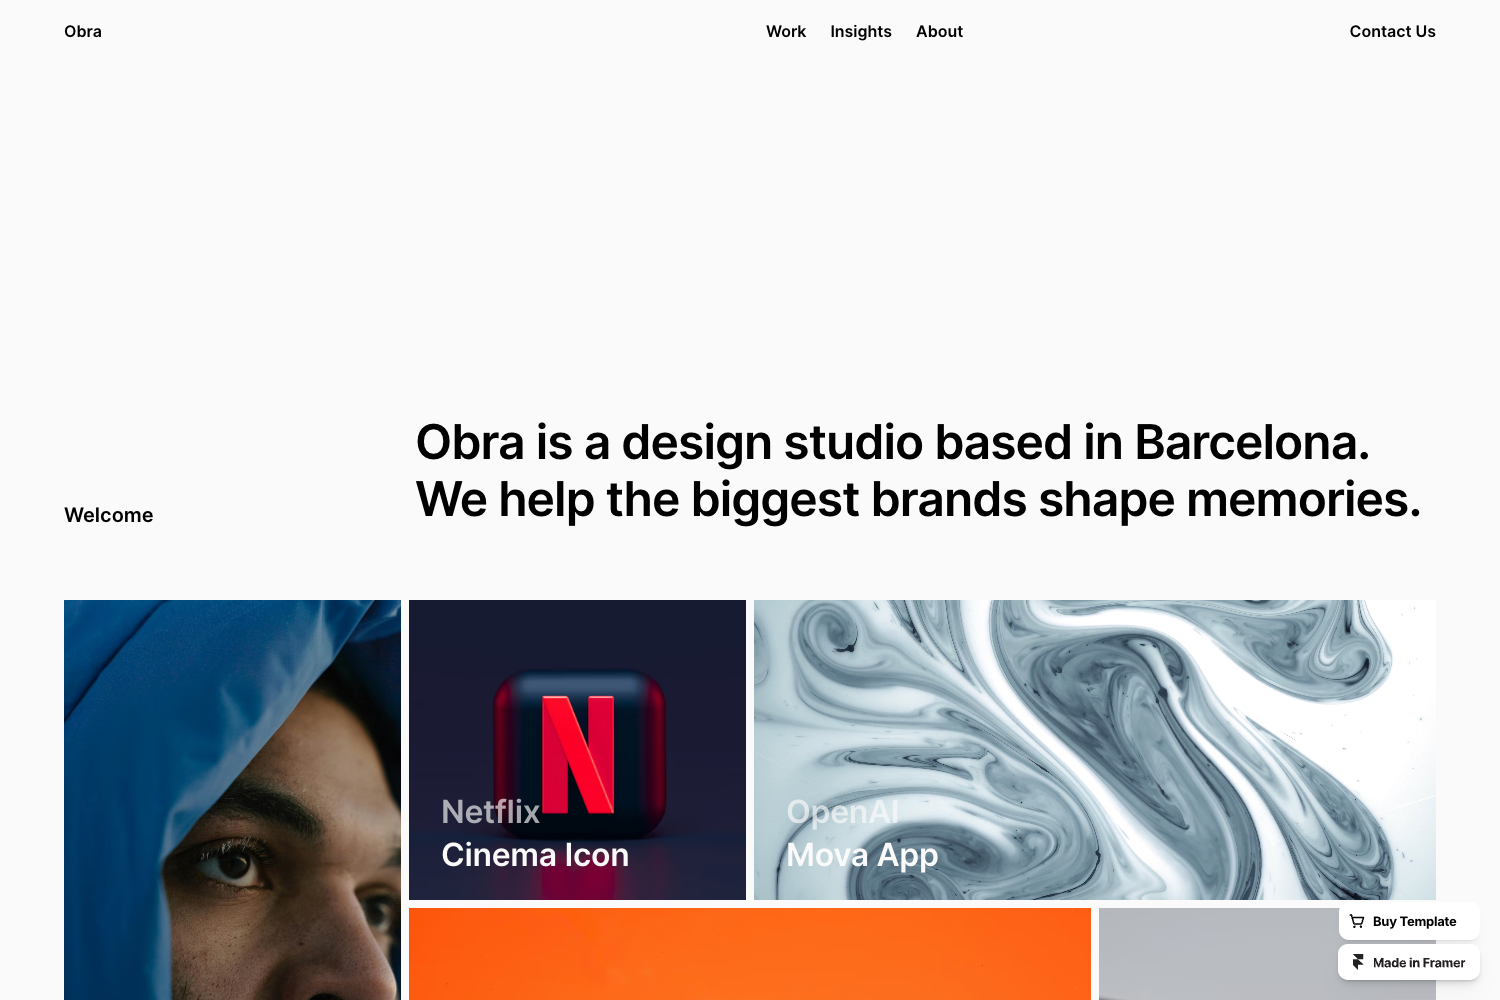 Obra
Work
Insights
About
Contact Us
Obra is a design studio based in Barcelona.
We help the biggest brands shape memories.
Welcome
N
Netflix
Cinema Icon
OpenAI
Mova App
Buy Template
Made in Framer